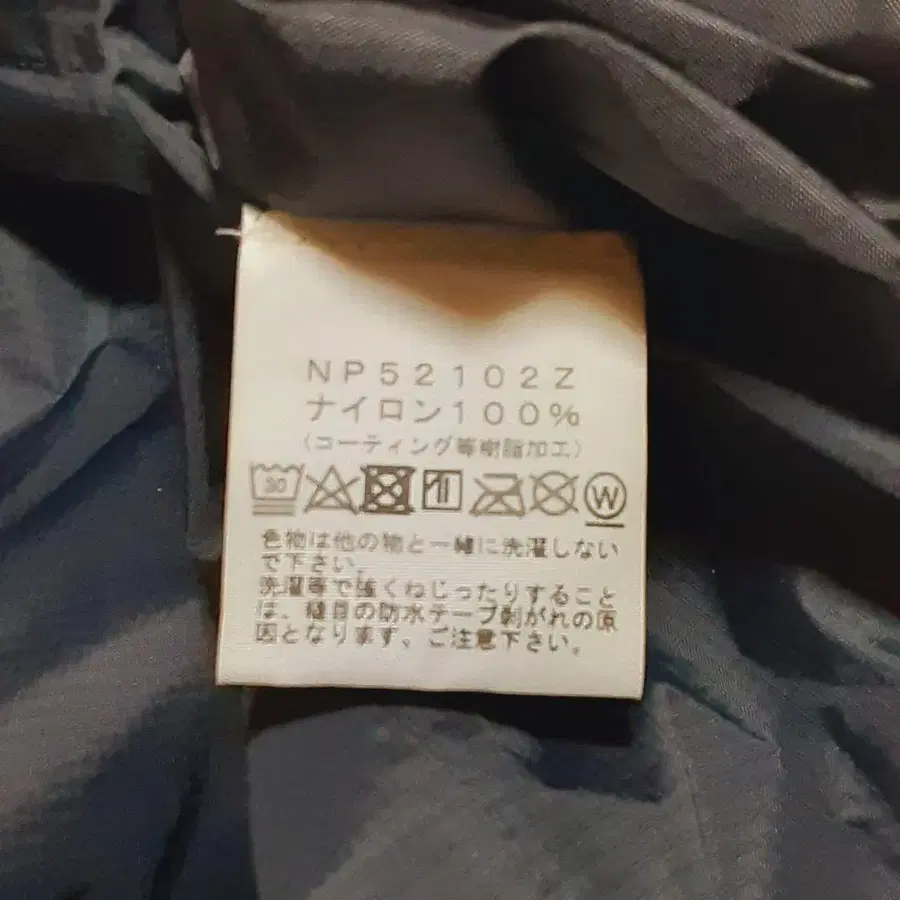 NP52102Z
ナイロン100%
(コーティング等樹脂加工)
30 W
色物は他の物と一緒に洗濯しない
で下さい。
洗濯等で強くねじったりすること
は、縫目の防水テープ剥がれの原
因となります、ご注意下さい。